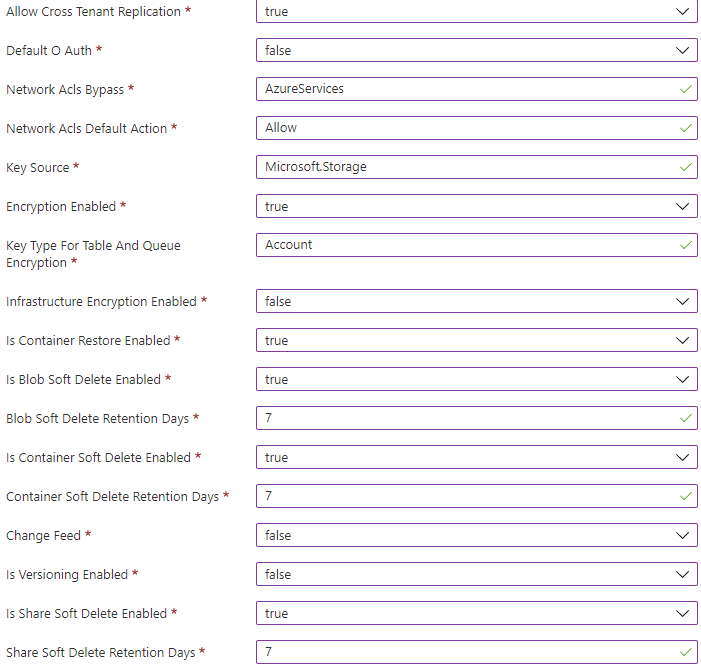 Allow Cross Tenant Replication * true
Default O Auth * false
Network Acls Bypass * AzureServices
Network Acls Default Action * Allow
Key Source * Microsoft.Storage
Encryption Enabled * true
Key Type For Table And Queue Account
Encryption *
Infrastructure Encryption Enabled * false
Is Container Restore Enabled * true
Is Blob Soft Delete Enabled * true
Blob Soft Delete Retention Days * 7
Is Container Soft Delete Enabled * true
Container Soft Delete Retention Days * 7
Change Feed * false
Is Versioning Enabled * false
Is Share Soft Delete Enabled * true
Share Soft Delete Retention Days * 7